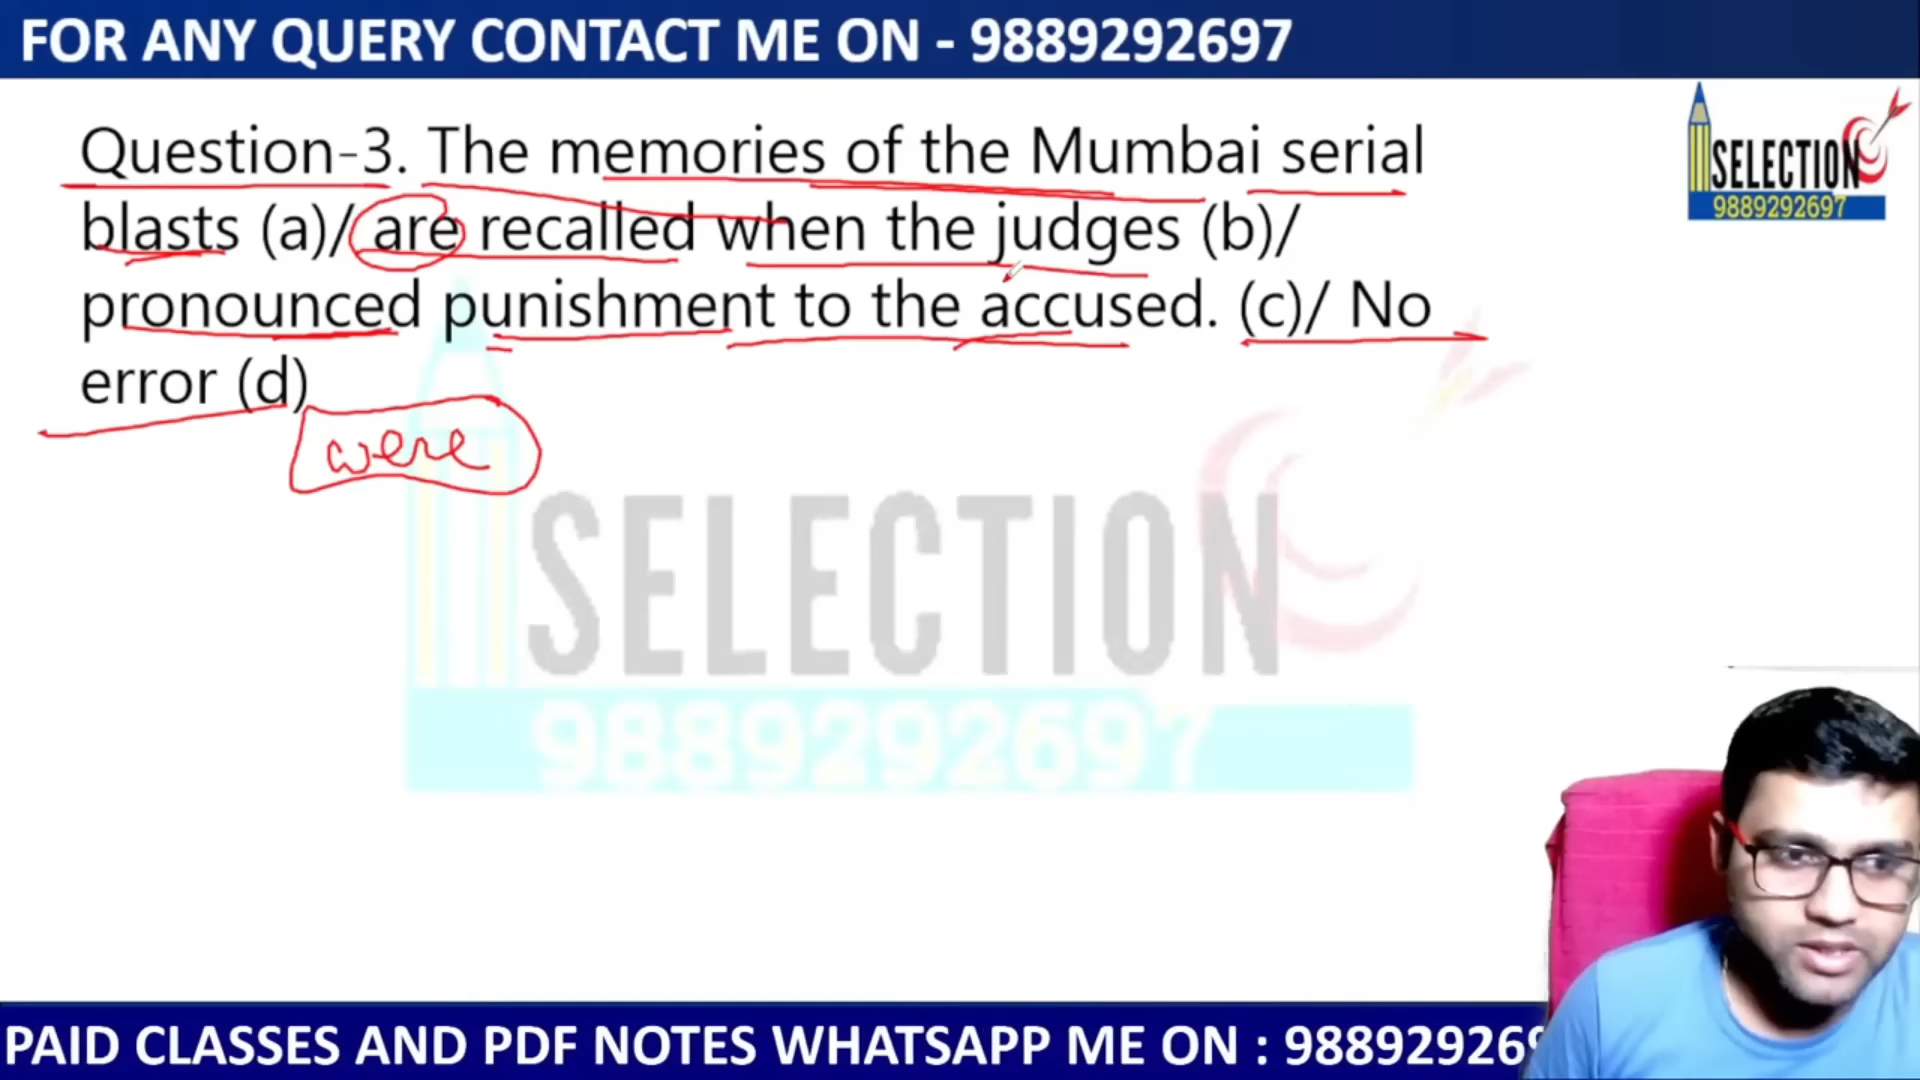 FOR ANY QUERY CONTACT ME ON - 9889292697
SELECTION
9889292697
Question-3. The memories of the Mumbai serial
blasts (a)/ are recalled when the judges (b)/
pronounced punishment to the accused. (c)/ No
error (d)
were
SELECTION
9889292697
PAID CLASSES AND PDF NOTES WHATSAPP ME ON : 988929269